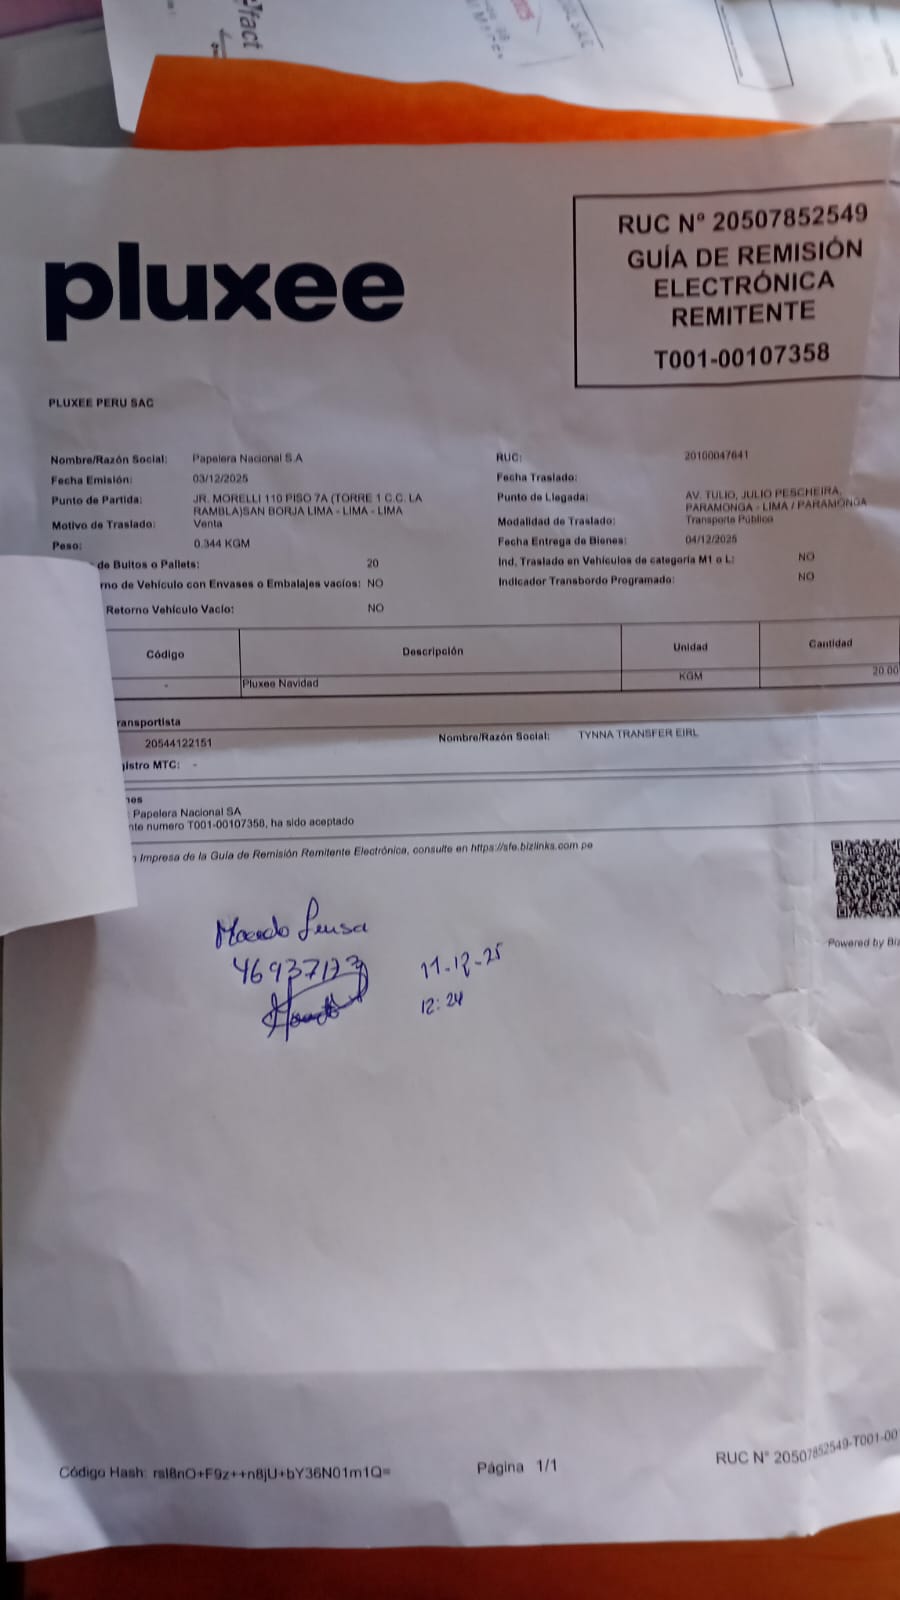 RUC Nº 20507852549
GUÍA DE REMISIÓN
ELECTRÓNICA
REMITENTE
T001-00107358
pluxee
PLUXEE PERU SAC
Nombre/Razón Social: Papelera Nacional S.A
RUC: 20100047641
Fecha Emisión: 03/12/2025
Fecha Traslado:
Punto de Partida: JR. MORELLI 110 PISO 7A (TORRE 1 C.C. LA
RAMBLA)SAN BORJA LIMA - LIMA - LIMA
Punto de Llegada: AV. TULIO, JULIO PESCHEIRA,
PARAMONGA - LIMA / PARAMONGA
Motivo de Traslado: Venta
Modalidad de Traslado: Transporte Público
Peso: 0.344 KGM
Fecha Entrega de Bienes: 04/12/2025
de Bultos o Pallets: 20
Ind. Traslado en Vehículos de categoría M1 o L: NO
rno de Vehículo con Envases o Embalajes vacíos: NO
Indicador Transbordo Programado: NO
Retorno Vehículo Vacío: NO
Código Descripción Unidad Cantidad
- Pluxee Navidad KGM 20.00
ransportista
20544122151
Nombre/Razón Social: TYNNA TRANSFER EIRL
istro MTC: -
nes
: Papelera Nacional SA
nte numero T001-00107358, ha sido aceptado
n Impresa de la Guía de Remisión Remitente Electrónica, consulte en https://sfe.bizlinks.com.pe
Powered by Biz
46937173
11-12-25
12:24
Código Hash: rsl8nO+F9z++n8jU+bY36N01m1Q=
Página 1/1
RUC Nº 20507852549-T001-00